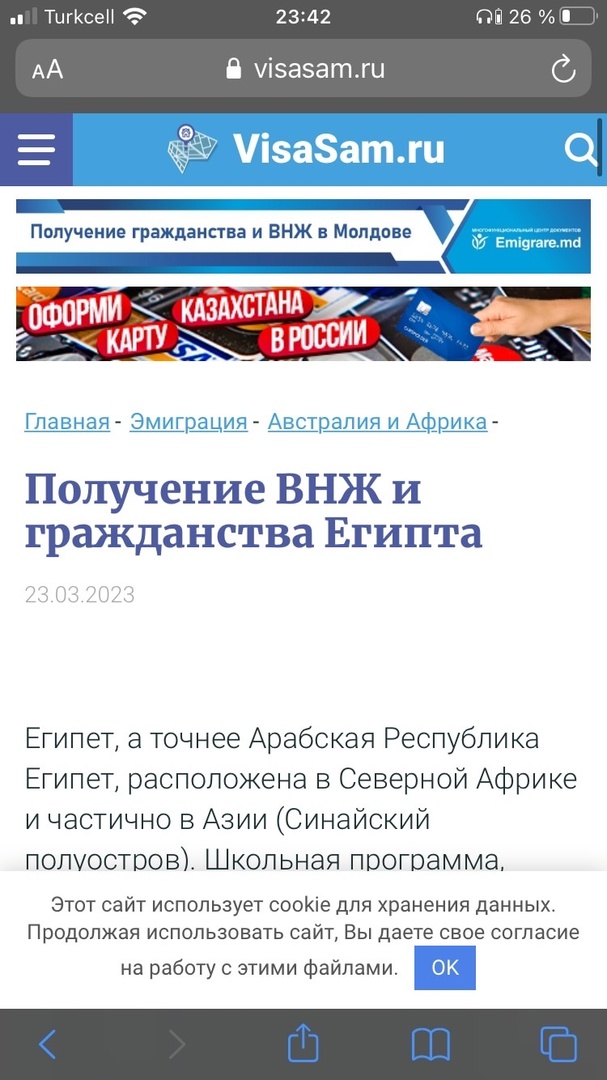 Turkcell 23:42 26 %
AA visasam.ru
VisaSam.ru
Получение гражданства и ВНЖ в Молдове
МНОГОФУНКЦИОНАЛЬНЫЙ ЦЕНТР ДОКУМЕНТОВ
Emigrare.md
ОФОРМИ КАЗАХСТАНА
КАРТУ В РОССИИ
Главная - Эмиграция - Австралия и Африка -
Получение ВНЖ и
гражданства Египта
23.03.2023
Египет, а точнее Арабская Республика
Египет, расположена в Северной Африке
и частично в Азии (Синайский
полуостров). Школьная программа,
Этот сайт использует cookie для хранения данных.
Продолжая использовать сайт, Вы даете свое согласие
на работу с этими файлами. OK